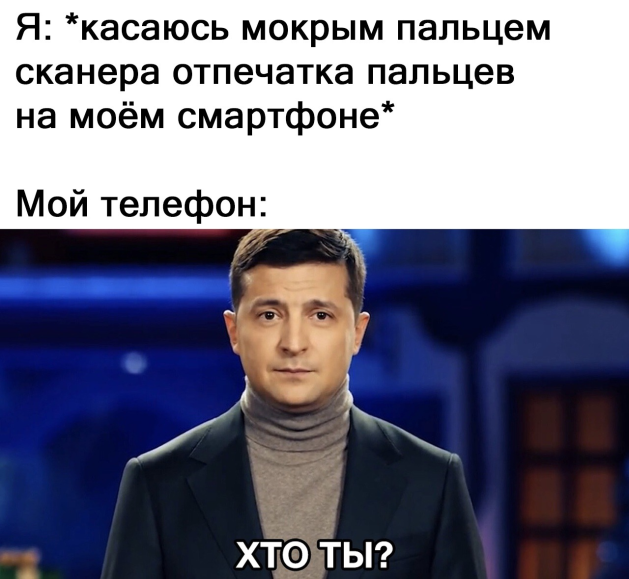 Я: *касаюсь мокрым пальцем
сканера отпечатка пальцев
на моём смартфоне*
Мой телефон:
ХТО ТЫ?